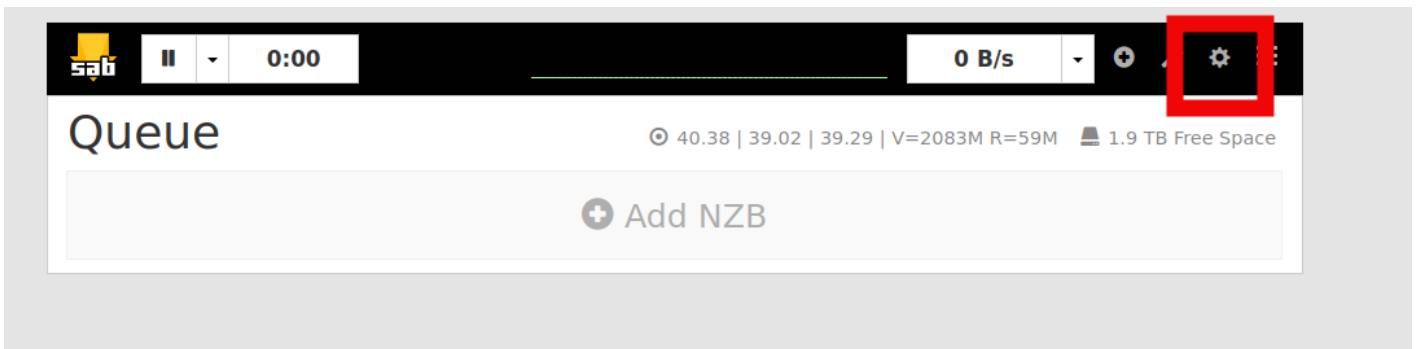 sab
0:00
0 B/s
Queue
40.38 | 39.02 | 39.29 | V=2083M R=59M
1.9 TB Free Space
Add NZB